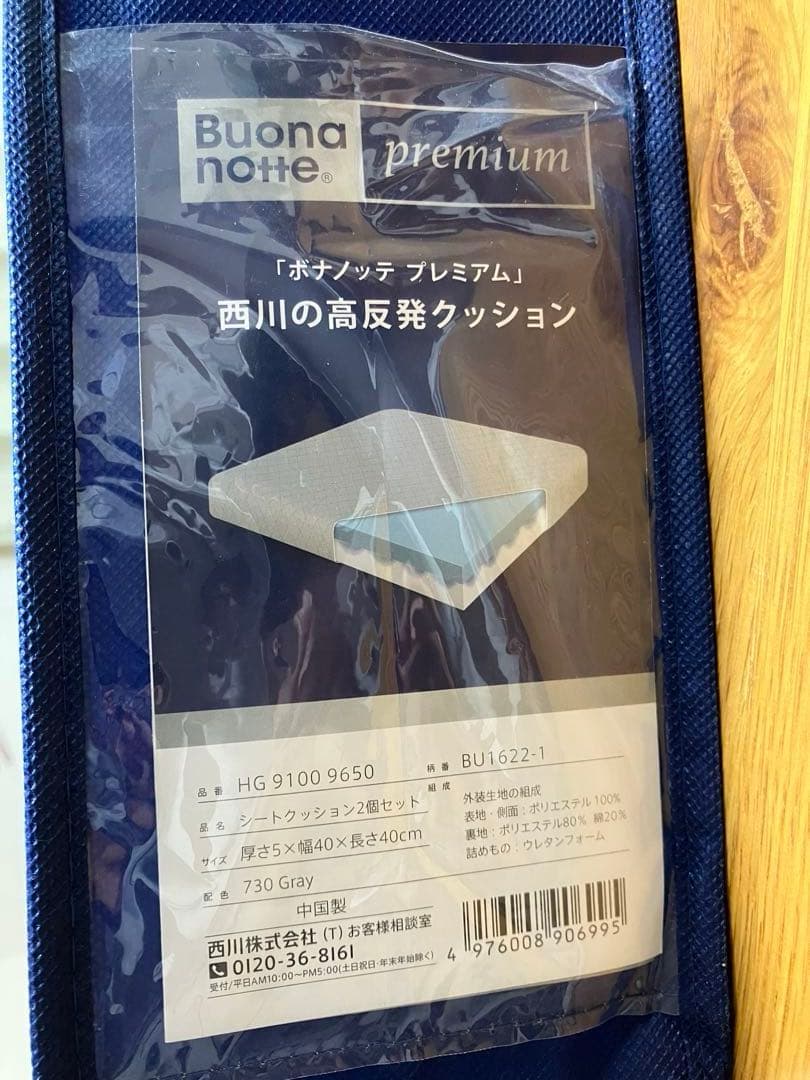 Buona
notte®
premium
「ボナノッテ プレミアム」
西川の高反発クッション
品番 HG 9100 9650
柄番 BU1622-1
品名 シートクッション2個セット
組成
外装生地の組成
表地・側面：ポリエステル 100%
裏地：ポリエステル80% 綿20%
詰めもの：ウレタンフォーム
サイズ 厚さ5×幅40×長さ40cm
配色 730 Gray
中国製
西川株式会社 (T) お客様相談室
0120-36-8161
受付/平日AM10:00〜PM5:00(土日祝日・年末年始除く)
4 976008 906995